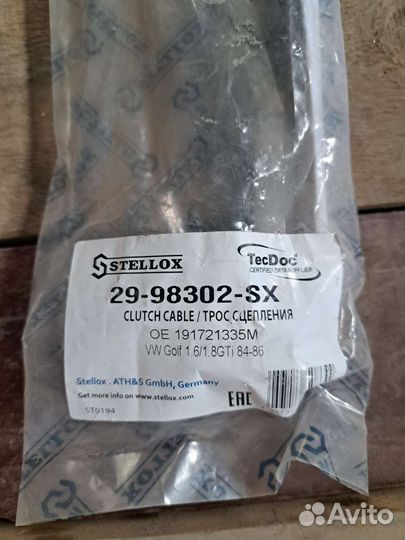 STELLOX
STELLOX
TecDoc
CERTIFIED DATA SUPPLIER
29-98302-SX
CLUTCH CABLE / ТРОС СЦЕПЛЕНИЯ
OE 191721335M
VW Golf 1.6/1.8GTi 84-86
Stellox . ATH&S GmbH, Germany
Get more info on www.stellox.com
EAC
ST0194
Avito